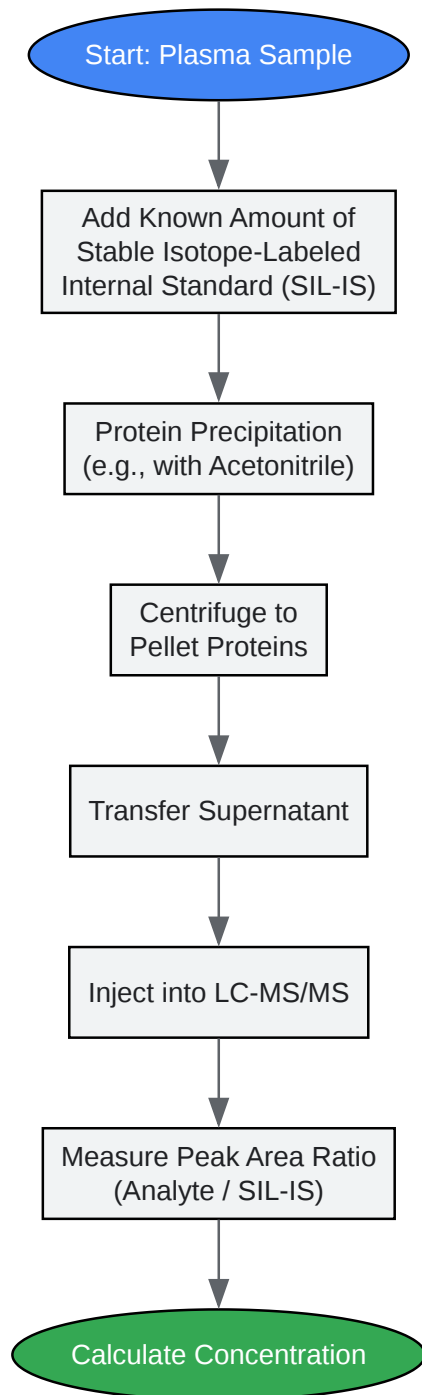 Start: Plasma Sample
Add Known Amount of
Stable Isotope-Labeled
Internal Standard (SIL-IS)
Protein Precipitation
(e.g., with Acetonitrile)
Centrifuge to
Pellet Proteins
Transfer Supernatant
Inject into LC-MS/MS
Measure Peak Area Ratio
(Analyte / SIL-IS)
Calculate Concentration